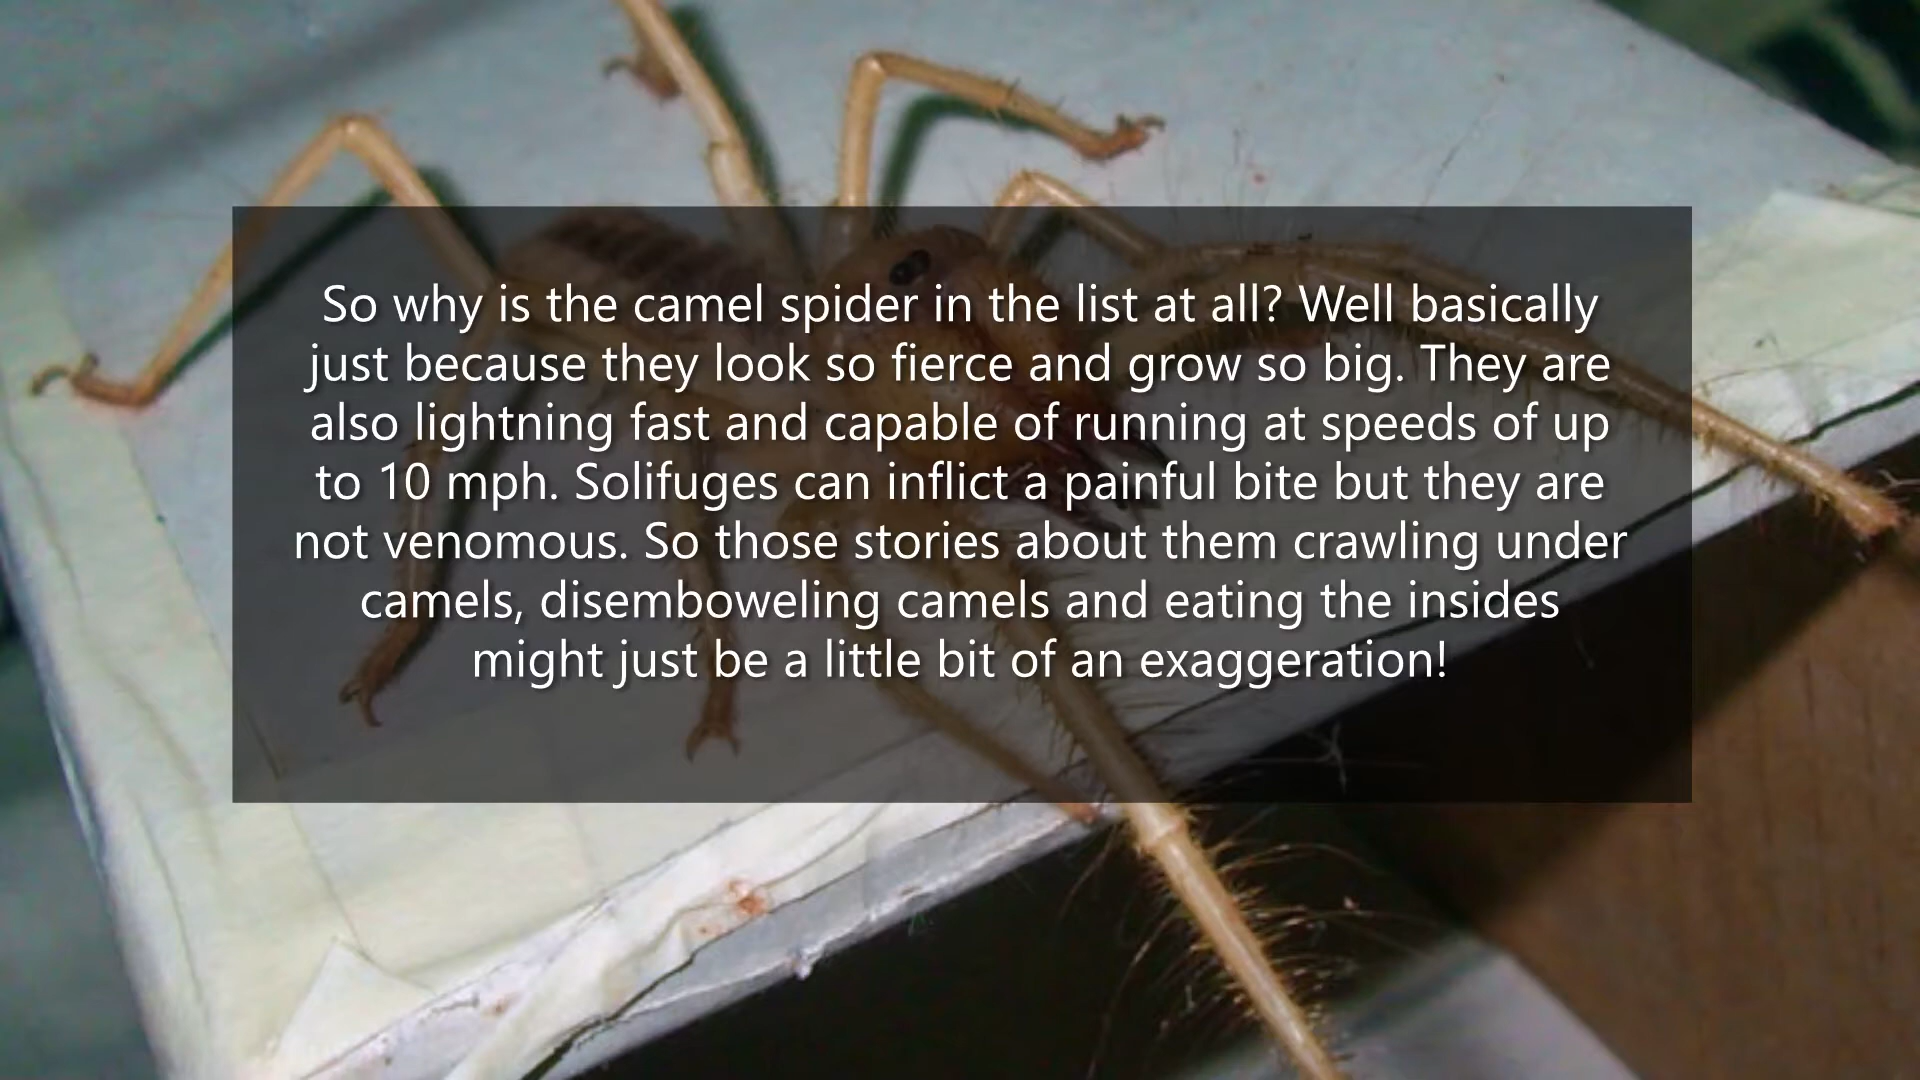 So why is the camel spider in the list at all? Well basically
just because they look so fierce and grow so big. They are
also lightning fast and capable of running at speeds of up
to 10 mph. Solifuges can inflict a painful bite but they are
not venomous. So those stories about them crawling under
camels, disemboweling camels and eating the insides
might just be a little bit of an exaggeration!